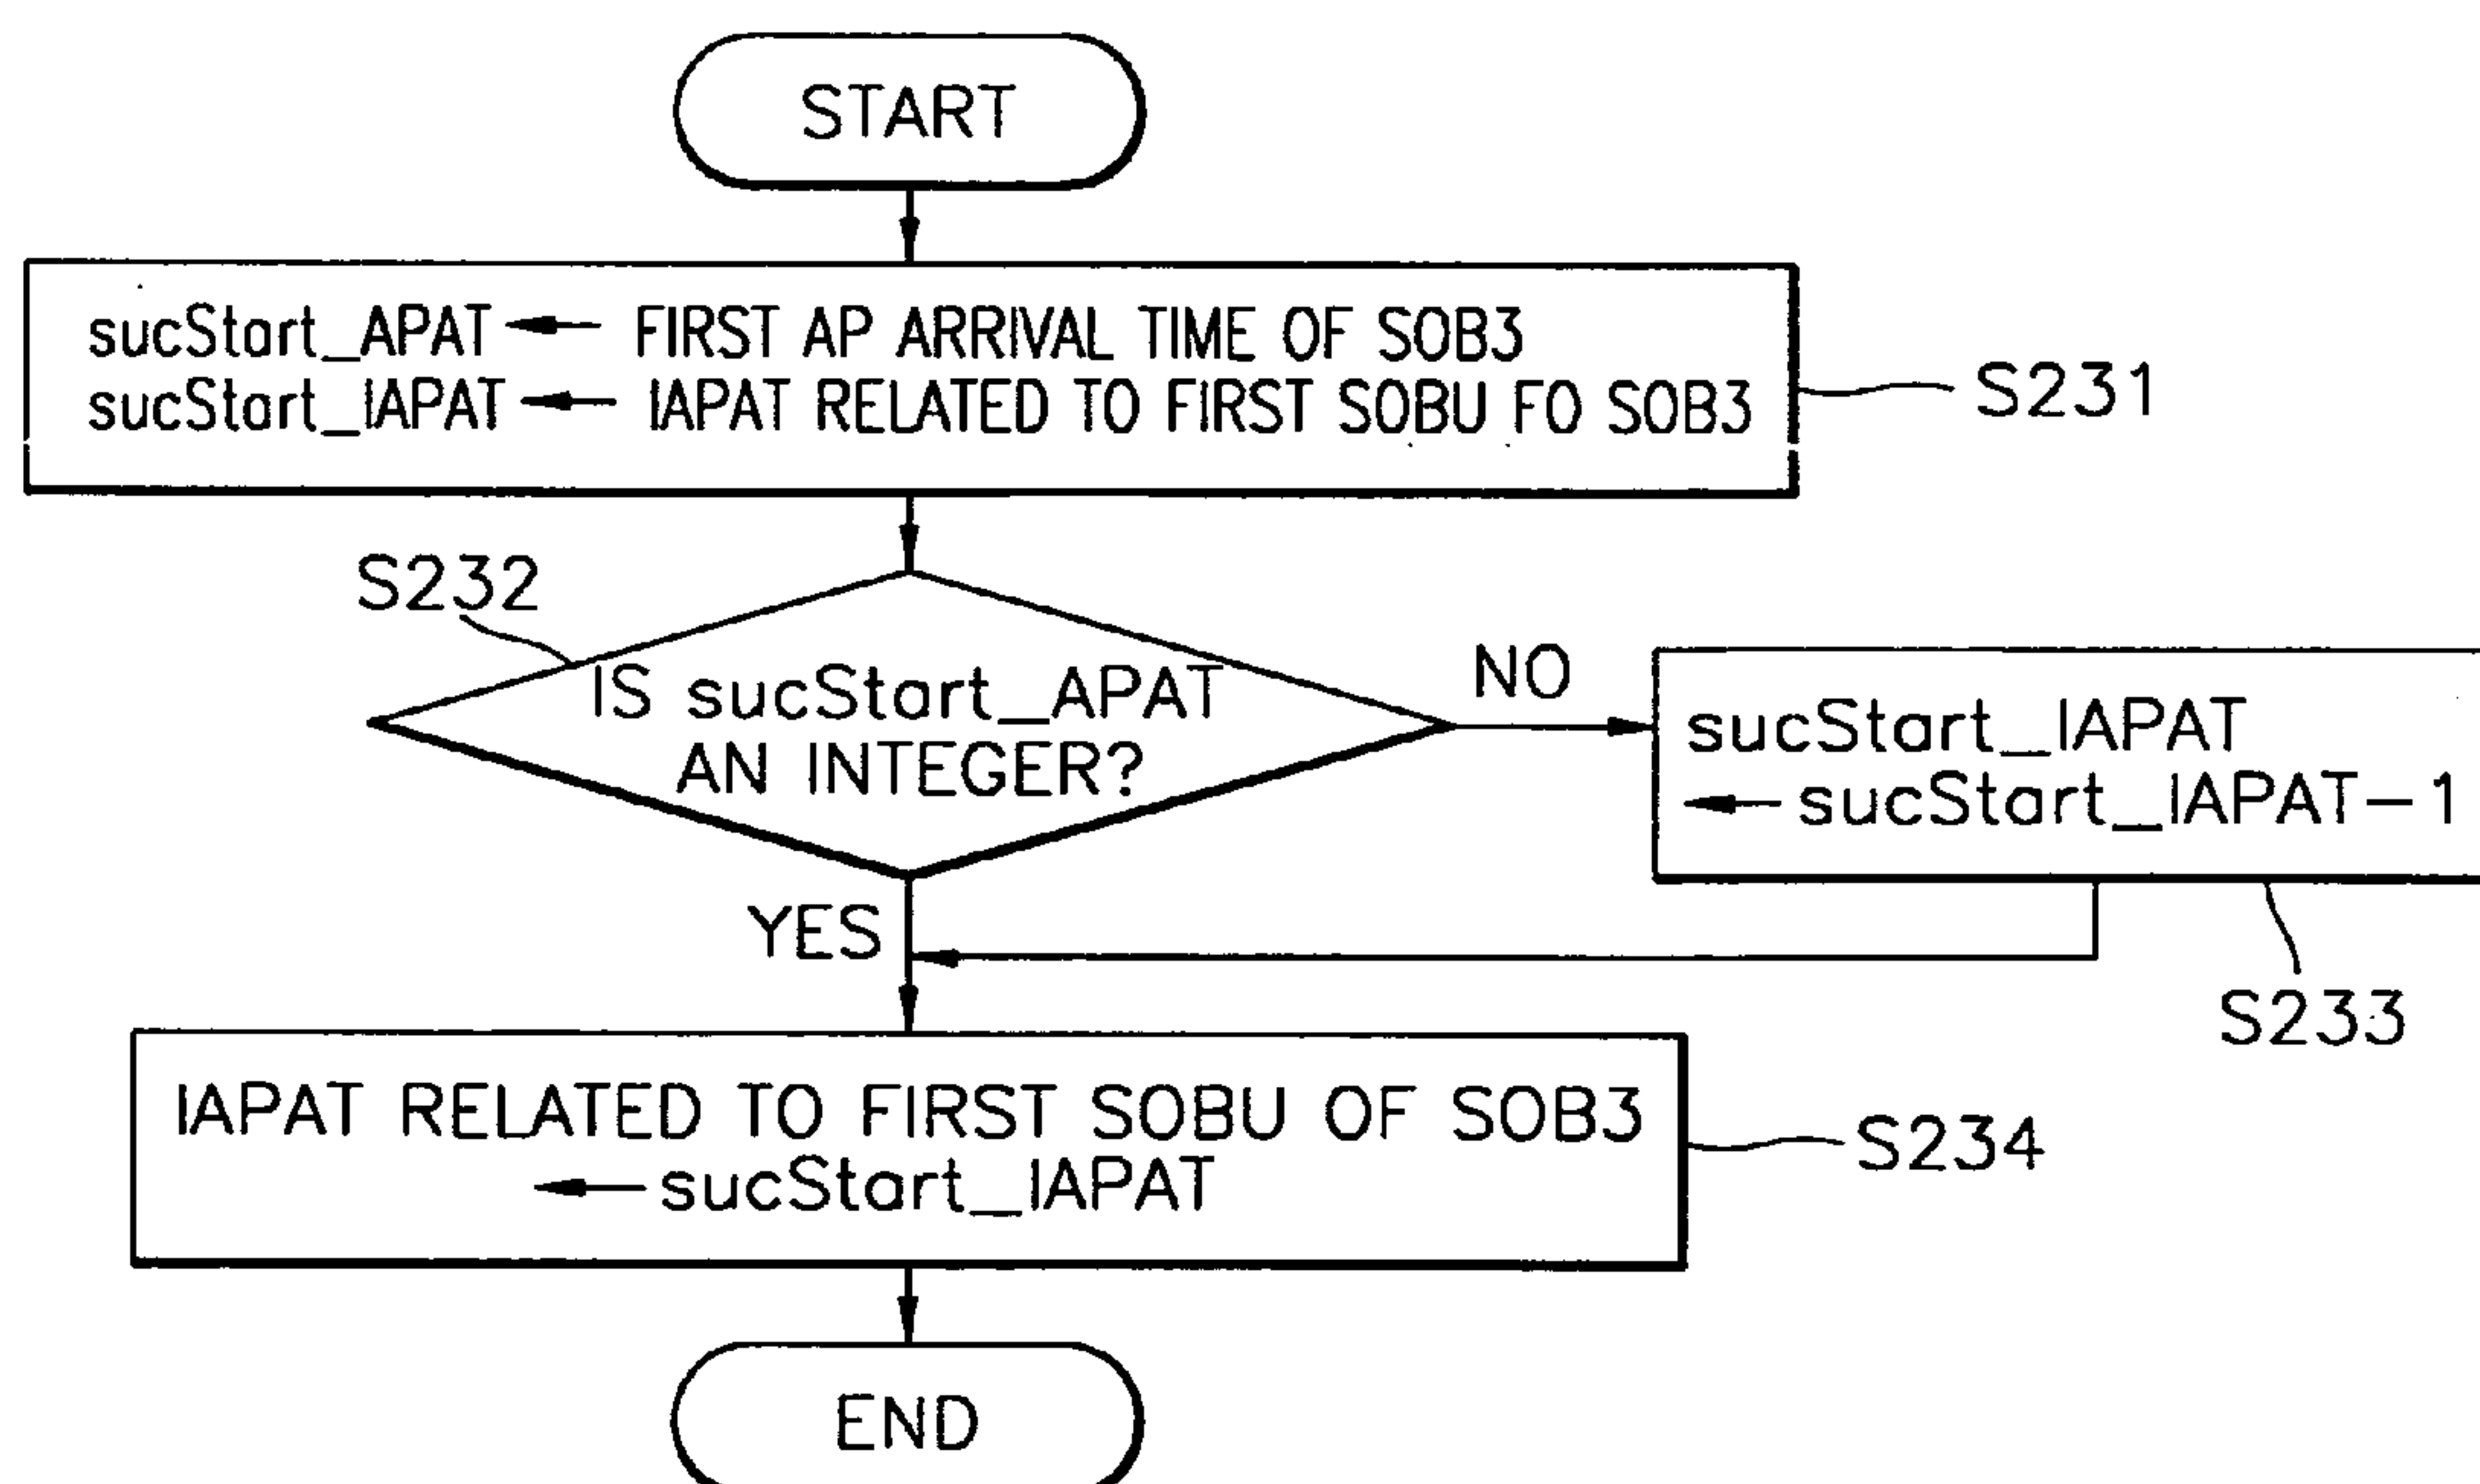 START
sucStart_APAT ← FIRST AP ARRIVAL TIME OF SOB3
sucStart_IAPAT ← IAPAT RELATED TO FIRST SOBU FO SOB3
S231
S232
IS sucStart_APAT
AN INTEGER?
NO
sucStart_IAPAT
← sucStart_IAPAT-1
S233
YES
IAPAT RELATED TO FIRST SOBU OF SOB3
← sucStart_IAPAT
S234
END